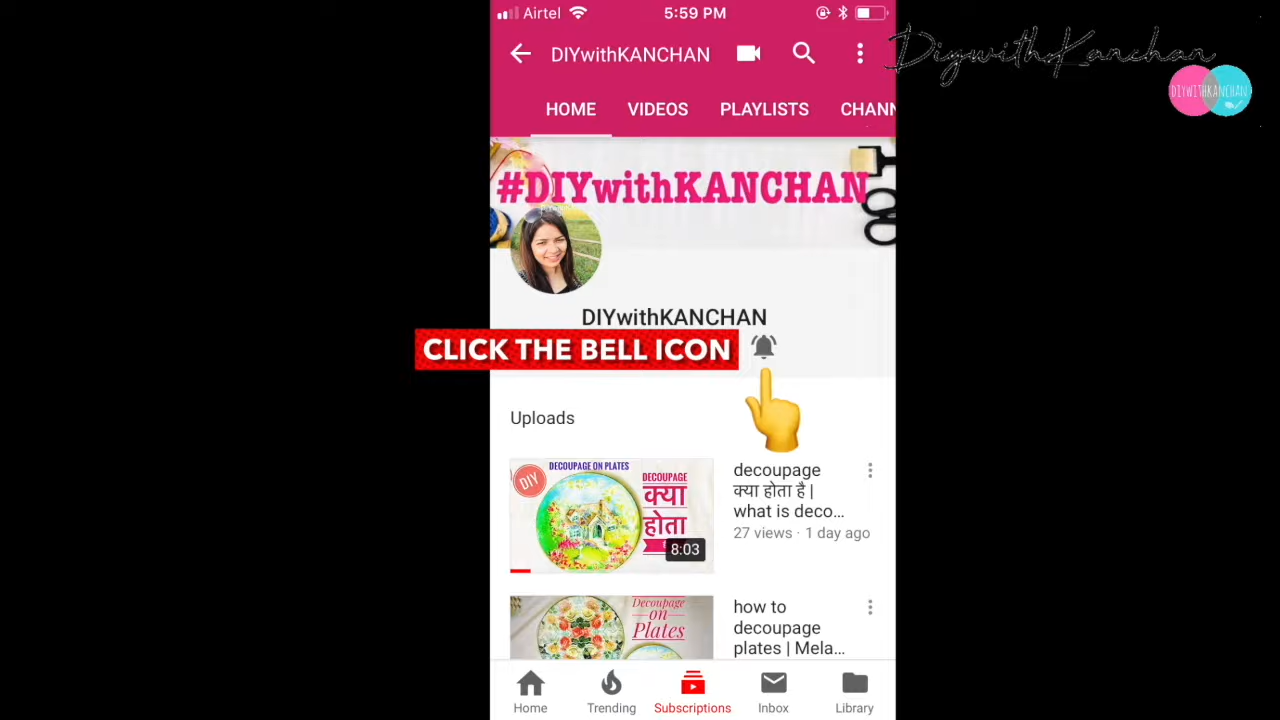 Airtel
5:59 PM
DiywithKanchan
DIYWITHKANCHAN
DIYwithKANCHAN
HOME
VIDEOS
PLAYLISTS
CHANN
#DIYwithKANCHAN
DIYwithKANCHAN
CLICK THE BELL ICON
Uploads
DIY
DECOUPAGE ON PLATES
DECOUPAGE
क्या
होता
8:03
decoupage
क्या होता है |
what is deco...
27 views · 1 day ago
Decoupage
on
Plates
how to
decoupage
plates | Mela...
Home
Trending
Subscriptions
Inbox
Library